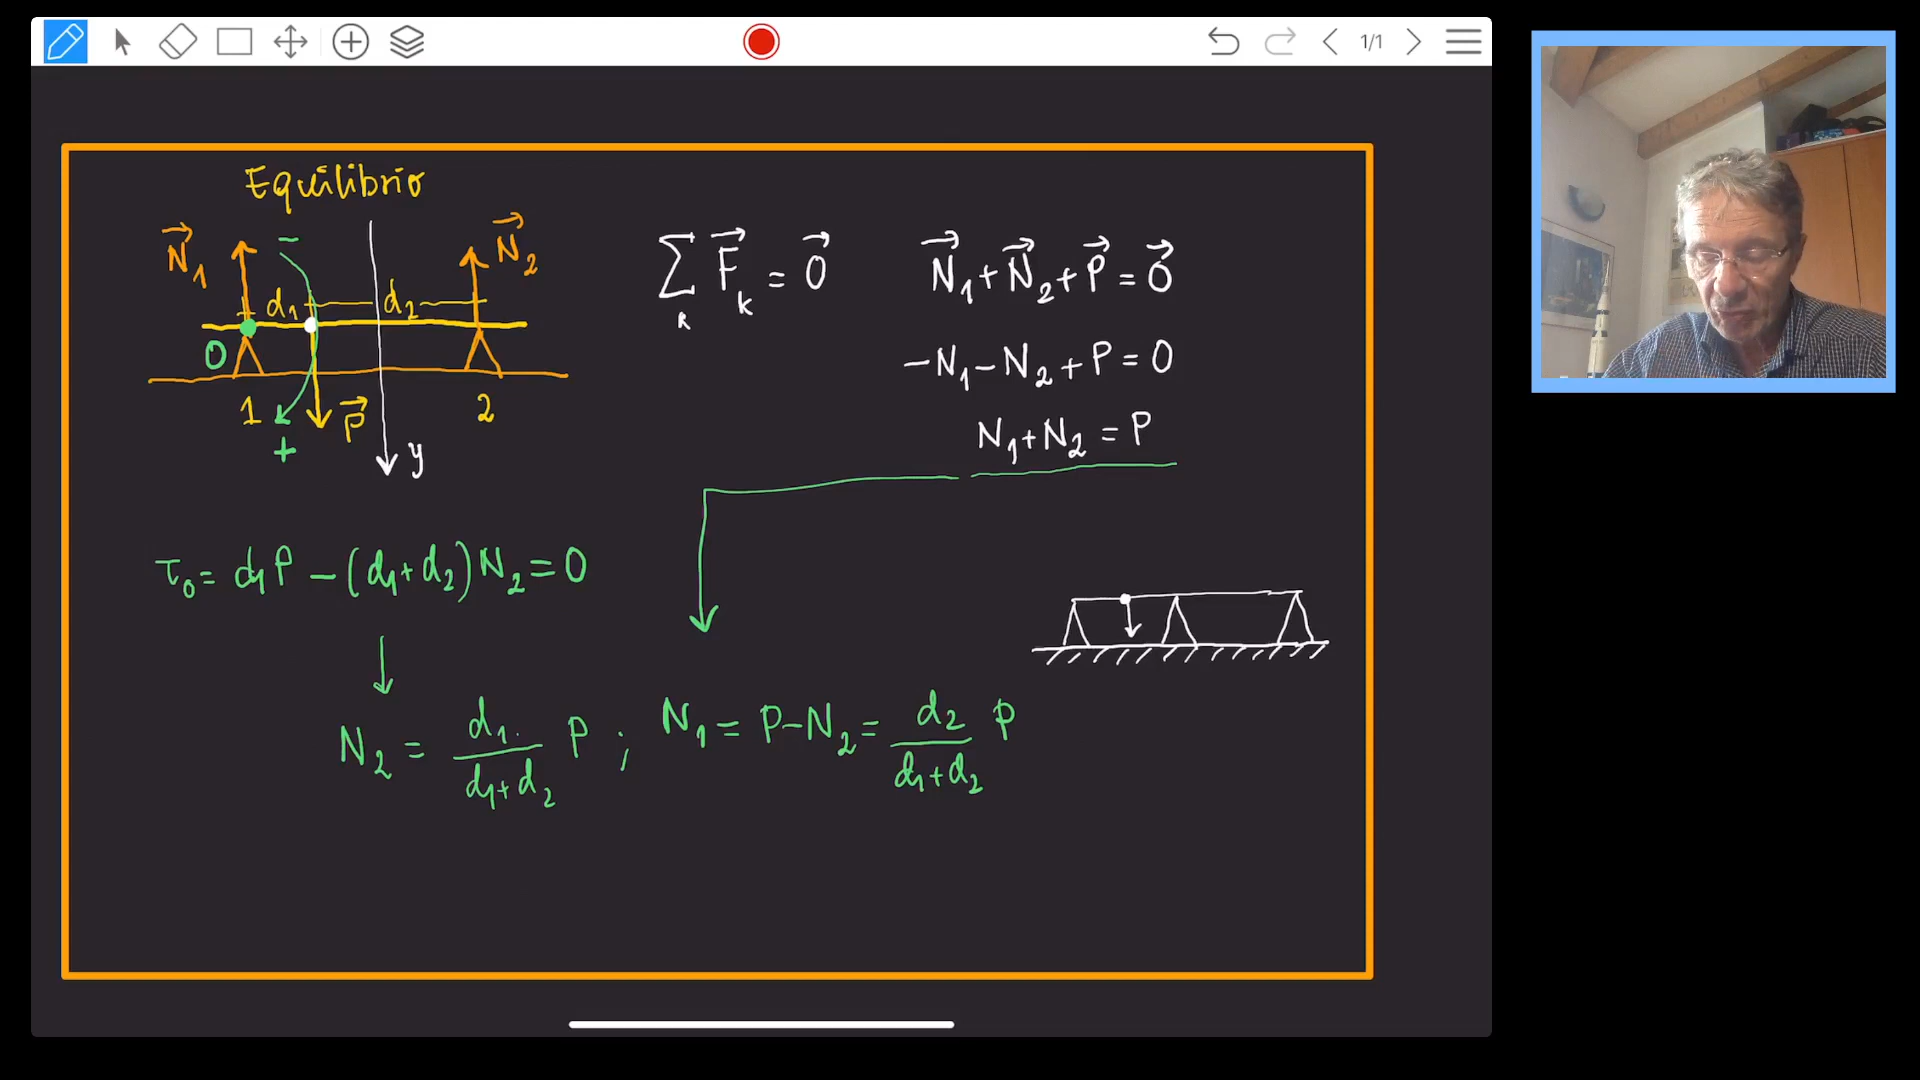 1/1
Equilibrio
N⃗₁ − N⃗₂
d₁ d₂
O
1 P⃗ 2
+ y
∑ₖ F⃗ₖ = 0⃗
N⃗₁ + N⃗₂ + P⃗ = 0⃗
−N₁ − N₂ + P = 0
N₁ + N₂ = P
τ₀ = d₁P − (d₁+d₂)N₂ = 0
N₂ = d₁/(d₁+d₂) P ; N₁ = P − N₂ = d₂/(d₁+d₂) P